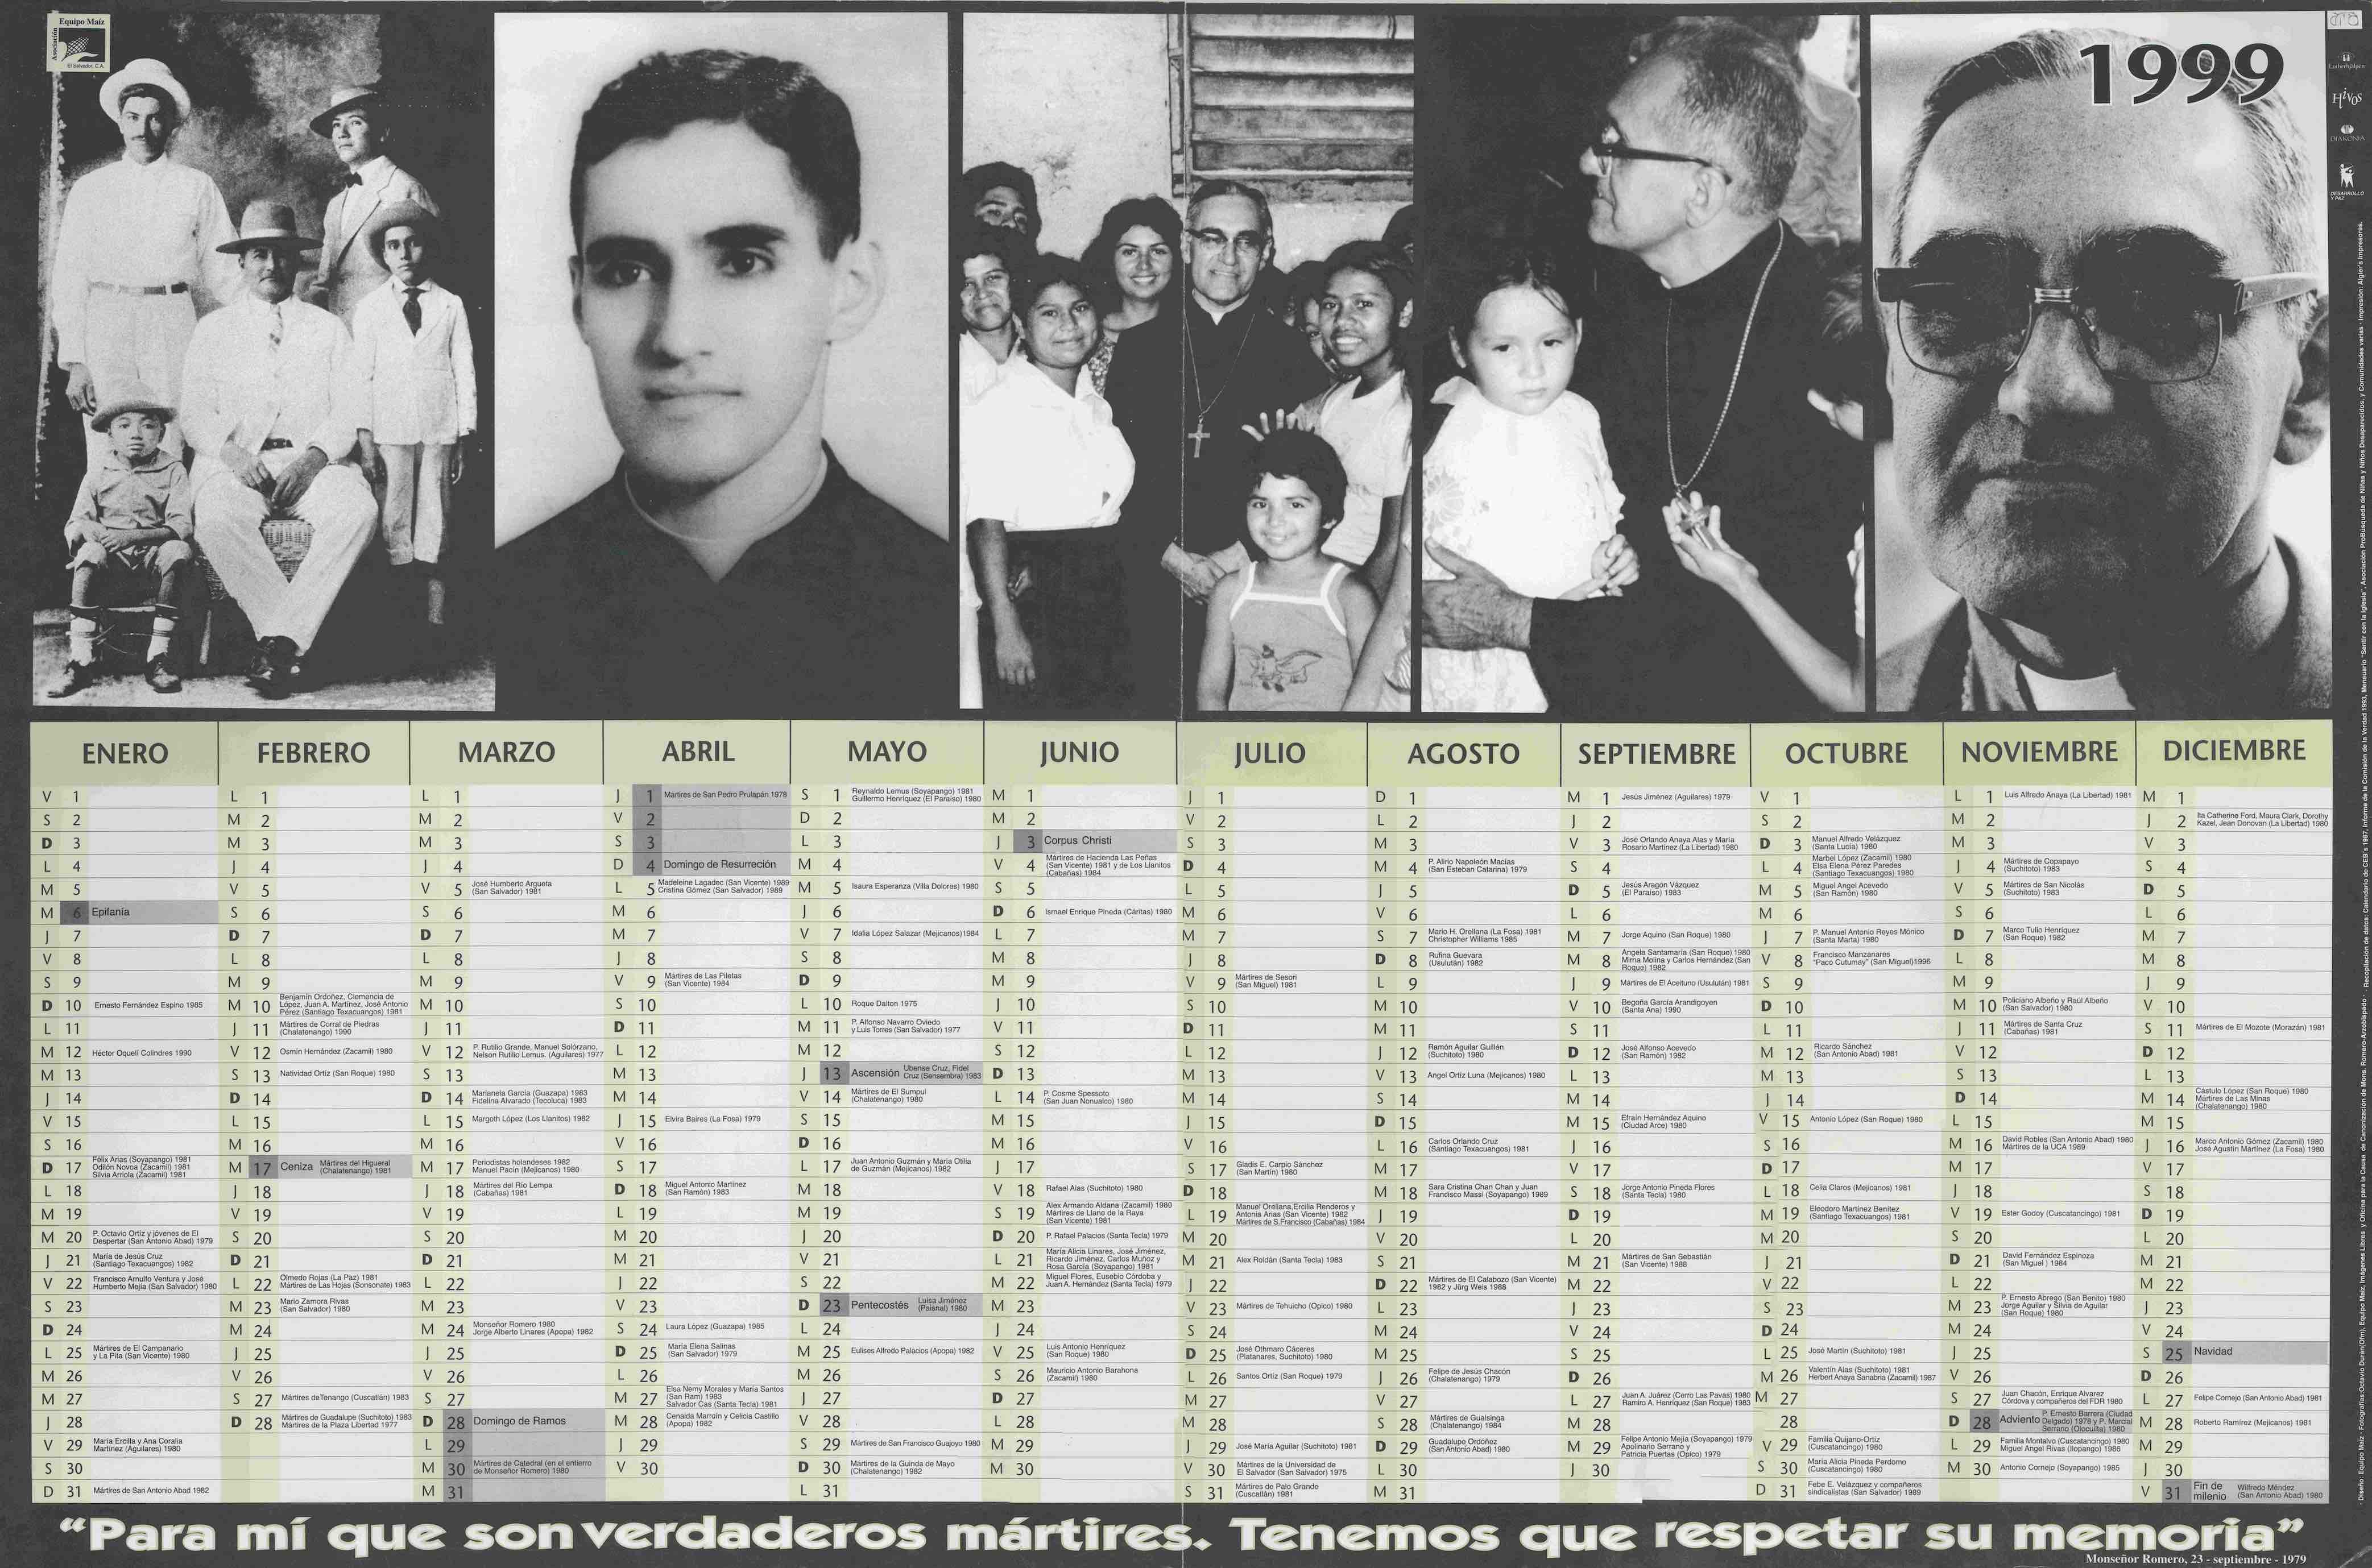 Equipo Maíz
Asociación
El Salvador, C.A.
1999
Hivos
DIAKONIA
DESARROLLO
Y PAZ
ENERO
V 1
S 2
D 3
L 4
M 5
M 6 Epifanía
J 7
V 8
S 9
D 10 Ernesto Fernández Espino 1985
L 11
M 12 Héctor Oquelí Colindres 1990
M 13
J 14
V 15
S 16
D 17 Félix Arias (Soyapango) 1981
Odilón Novoa (Zacamil) 1981
Silvia Arriola (Zacamil) 1981
L 18
M 19
M 20 P. Octavio Ortiz y jóvenes de El
Despertar (San Antonio Abad) 1979
J 21 María de Jesús Cruz
(Santiago Texacuangos) 1982
V 22 Francisco Arnulfo Ventura y José
Humberto Mejía (San Salvador) 1980
S 23
D 24
L 25 Mártires de El Campanario
y La Pita (San Vicente) 1980
M 26
M 27
J 28
V 29 María Ercilla y Ana Coralia
Martínez (Aguilares) 1980
S 30
D 31 Mártires de San Antonio Abad 1982
FEBRERO
L 1
M 2
M 3
J 4
V 5
S 6
D 7
L 8
M 9
M 10 Benjamín Ordoñez, Clemencia de
López, Juan A. Martínez, José Antonio
Pérez (Santiago Texacuangos) 1981
J 11 Mártires de Corral de Piedras
(Chalatenango) 1990
V 12 Osmín Hernández (Zacamil) 1980
S 13 Natividad Ortíz (San Roque) 1980
D 14
L 15
M 16
M 17 Ceniza Mártires del Higueral
(Chalatenango) 1981
J 18
V 19
S 20
D 21
L 22 Olmedo Rojas (La Paz) 1981
Mártires de Las Hojas (Sonsonate) 1983
M 23 Mario Zamora Rivas
(San Salvador) 1980
M 24
J 25
V 26
S 27 Mártires deTenango (Cuscatlán) 1983
D 28 Mártires de Guadalupe (Suchitoto) 1983
Mártires de la Plaza Libertad 1977
MARZO
L 1
M 2
M 3
J 4
V 5 José Humberto Argueta
(San Salvador) 1981
S 6
D 7
L 8
M 9
M 10
J 11
V 12 P. Rutilio Grande, Manuel Solórzano,
Nelson Rutilio Lemus. (Aguilares) 1977
S 13
D 14 Marianela García (Guazapa) 1983
Fidelina Alvarado (Tecoluca) 1983
L 15 Margoth López (Los Llanitos) 1982
M 16
M 17 Periodistas holandeses 1982
Manuel Pacín (Mejicanos) 1980
J 18 Mártires del Río Lempa
(Cabañas) 1981
V 19
S 20
D 21
L 22
M 23
M 24 Monseñor Romero 1980
Jorge Alberto Linares (Apopa) 1982
J 25
V 26
S 27
D 28 Domingo de Ramos
L 29
M 30 Mártires de Catedral (en el entierro
de Monseñor Romero) 1980
M 31
ABRIL
J 1 Mártires de San Pedro Prulapán 1978
V 2
S 3
D 4 Domingo de Resurreción
L 5 Madeleine Lagadec (San Vicente) 1989
Cristina Gómez (San Salvador) 1989
M 6
M 7
J 8
V 9 Mártires de Las Piletas
(San Vicente) 1984
S 10
D 11
L 12
M 13
M 14
J 15 Elvira Baires (La Fosa) 1979
V 16
S 17
D 18 Miguel Antonio Martínez
(San Ramón) 1983
L 19
M 20
M 21
J 22
V 23
S 24 Laura López (Guazapa) 1985
D 25 María Elena Salinas
(San Salvador) 1979
L 26
M 27 Elsa Nemy Morales y María Santos
(San Ram) 1983
Salvador Cas (Santa Tecla) 1981
M 28 Cenaida Marroín y Celicia Castillo
(Apopa) 1982
J 29
V 30
MAYO
S 1 Reynaldo Lemus (Soyapango) 1981
Guillermo Henríquez (El Paraíso) 1980
D 2
L 3
M 4
M 5 Isaura Esperanza (Villa Dolores) 1980
J 6
V 7 Idalia López Salazar (Mejicanos)1984
S 8
D 9
L 10 Roque Dalton 1975
M 11 P. Alfonso Navarro Oviedo
y Luis Torres (San Salvador) 1977
M 12
J 13 Ascensión Ubense Cruz, Fidel
Cruz (Sensembra) 1983
V 14 Mártires de El Sumpul
(Chalatenango) 1980
S 15
D 16
L 17 Juan Antonio Guzmán y María Otilia
de Guzmán (Mejicanos) 1982
M 18
M 19
J 20
V 21
S 22
D 23 Pentecostés Luisa Jiménez
(Paisnal) 1980
L 24
M 25 Eulises Alfredo Palacios (Apopa) 1982
M 26
J 27
V 28
S 29 Mártires de San Francisco Guajoyo 1980
D 30 Mártires de la Guinda de Mayo
(Chalatenango) 1982
L 31
JUNIO
M 1
M 2
J 3 Corpus Christi
V 4 Mártires de Hacienda Las Peñas
(San Vicente) 1981 y de Los Llanitos
(Cabañas) 1984
S 5
D 6 Ismael Enrique Pineda (Cáritas) 1980
L 7
M 8
M 9
J 10
V 11
S 12
D 13
L 14 P. Cosme Spessoto
(San Juan Nonualco) 1980
M 15
M 16
J 17
V 18 Rafael Alas (Suchitoto) 1980
S 19 Alex Armando Aldana (Zacamil) 1980
Mártires de Llano de la Raya
(San Vicente) 1981
D 20 P. Rafael Palacios (Santa Tecla) 1979
L 21 María Alicia Linares, José Jiménez,
Ricardo Jiménez, Carlos Muñoz y
Rosa García (Soyapango) 1981
M 22 Miguel Flores, Eusebio Córdoba y
Juan A. Hernández (Santa Tecla) 1979
M 23
J 24
V 25 Luis Antonio Henríquez
(San Roque) 1980
S 26 Mauricio Antonio Barahona
(Zacamil) 1980
D 27
L 28
M 29
M 30
JULIO
J 1
V 2
S 3
D 4
L 5
M 6
M 7
J 8
V 9 Mártires de Sesori
(San Miguel) 1981
S 10
D 11
L 12
M 13
M 14
J 15
V 16
S 17 Gladis E. Carpio Sánchez
(San Martín) 1980
D 18
L 19 Manuel Orellana,Ercilia Renderos y
Antonia Arias (San Vicente) 1982
Mártires de S.Francisco (Cabañas) 1984
M 20
M 21 Alex Roldán (Santa Tecla) 1983
J 22
V 23 Mártires de Tehuicho (Opico) 1980
S 24
D 25 José Othmaro Cáceres
(Platanares, Suchitoto) 1980
L 26 Santos Ortíz (San Roque) 1979
M 27
M 28
J 29 José María Aguilar (Suchitoto) 1981
V 30 Mártires de la Universidad de
El Salvador (San Salvador) 1975
S 31 Mártires de Palo Grande
(Cuscatlán) 1981
AGOSTO
D 1
L 2
M 3
M 4 P. Alirio Napoleón Macías
(San Esteban Catarina) 1979
J 5
V 6
S 7 Mario H. Orellana (La Fosa) 1981
Christopher Williams 1985
D 8 Rufina Guevara
(Usulután) 1982
L 9
M 10
M 11
J 12 Ramón Aguilar Guillén
(Suchitoto) 1980
V 13 Angel Ortiz Luna (Mejicanos) 1980
S 14
D 15
L 16 Carlos Orlando Cruz
(Santiago Texacuangos) 1981
M 17
M 18 Sara Cristina Chan Chan y Juan
Francisco Massi (Soyapango) 1989
J 19
V 20
S 21
D 22 Mártires de El Calabozo (San Vicente)
1982 y Jürg Weis 1988
L 23
M 24
M 25
J 26 Felipe de Jesús Chacón
(Chalatenango) 1979
V 27
S 28 Mártires de Gualsinga
(Chalatenango) 1984
D 29 Guadalupe Ordóñez
(San Antonio Abad) 1980
L 30
M 31
SEPTIEMBRE
M 1 Jesús Jiménez (Aguilares) 1979
J 2
V 3 José Orlando Anaya Alas y María
Rosario Martínez (La Libertad) 1980
S 4
D 5 Jesús Aragón Vázquez
(El Paraíso) 1983
L 6
M 7 Jorge Aquino (San Roque) 1980
M 8 Angela Santamaría (San Roque) 1980
Mirna Molina y Carlos Hernández (San
Roque) 1982
J 9 Mártires de El Aceituno (Usulután) 1981
V 10 Begoña García Arandigoyen
(Santa Ana) 1990
S 11
D 12 José Alfonso Acevedo
(San Ramón) 1982
L 13
M 14
M 15 Efraín Hernández Aquino
(Ciudad Arce) 1980
J 16
V 17
S 18 Jorge Antonio Pineda Flores
(Santa Tecla) 1980
D 19
L 20
M 21 Mártires de San Sebastián
(San Vicente) 1988
M 22
J 23
V 24
S 25
D 26
L 27 Juan A. Juárez (Cerro Las Pavas) 1980
Ramiro A. Henríquez (San Roque) 1983
M 28
M 29 Felipe Antonio Mejía (Soyapango) 1979
Apolinario Serrano y
Patricia Puertas (Opico) 1979
J 30
OCTUBRE
V 1
S 2
D 3 Manuel Alfredo Velázquez
(Santa Lucía) 1980
L 4 Marbel López (Zacamil) 1980
Elsa Elena Pérez Paredes
(Santiago Texacuangos) 1980
M 5 Miguel Angel Acevedo
(San Ramón) 1980
M 6
J 7 P. Manuel Antonio Reyes Mónico
(Santa Marta) 1980
V 8 Francisco Manzanares
"Paco Cutumay" (San Miguel)1996
S 9
D 10
L 11
M 12 Ricardo Sánchez
(San Antonio Abad) 1981
M 13
J 14
V 15 Antonio López (San Roque) 1980
S 16
D 17
L 18 Celia Claros (Mejicanos) 1981
M 19 Eleodoro Martínez Benítez
(Santiago Texacuangos) 1981
M 20
J 21
V 22
S 23
D 24
L 25 José Martín (Suchitoto) 1981
M 26 Valentín Alas (Suchitoto) 1981
Herbert Anaya Sanabria (Zacamil) 1987
M 27
28
V 29 Familia Quijano-Ortíz
(Cuscatancingo) 1980
S 30 María Alicia Pineda Perdomo
(Cuscatancingo) 1980
D 31 Febe E. Velázquez y compañeros
sindicalistas (San Salvador) 1989
NOVIEMBRE
L 1 Luis Alfredo Anaya (La Libertad) 1981
M 2
M 3
J 4 Mártires de Copapayo
(Suchitoto) 1983
V 5 Mártires de San Nicolás
(Suchitoto) 1983
S 6
D 7 Marco Tulio Henríquez
(San Roque) 1982
L 8
M 9
M 10 Policiano Albeño y Raúl Albeño
(San Salvador) 1980
J 11 Mártires de Santa Cruz
(Cabañas) 1981
V 12
S 13
D 14
L 15
M 16 David Robles (San Antonio Abad) 1980
Mártires de la UCA 1989
M 17
J 18
V 19 Ester Godoy (Cuscatancingo) 1981
S 20
D 21 David Fernández Espinoza
(San Miguel ) 1984
L 22
M 23 P. Ernesto Abrego (San Benito) 1980
Jorge Aguilar y Silvia de Aguilar
(San Roque) 1980
M 24
J 25
V 26
S 27 Juan Chacón, Enrique Alvarez
Córdova y compañeros del FDR 1980
D 28 Adviento P. Ernesto Barrera (Ciudad
Delgado) 1978 y P. Marcial
Serrano (Olocuilta) 1980
L 29 Familia Montalvo (Cuscatancingo) 1980
Miguel Angel Rivas (Ilopango) 1986
M 30 Antonio Cornejo (Soyapango) 1985
DICIEMBRE
M 1
J 2 Ita Catherine Ford, Maura Clark, Dorothy
Kazel, Jean Donovan (La Libertad) 1980
V 3
S 4
D 5
L 6
M 7
M 8
J 9
V 10
S 11 Mártires de El Mozote (Morazán) 1981
D 12
L 13
M 14 Cástulo López (San Roque) 1980
Mártires de Las Minas
(Chalatenango) 1980
M 15
J 16 Marco Antonio Gómez (Zacamil) 1980
José Agustín Martínez (La Fosa) 1980
V 17
S 18
D 19
L 20
M 21
M 22
J 23
V 24
S 25 Navidad
D 26
L 27 Felipe Cornejo (San Antonio Abad) 1981
M 28 Roberto Ramírez (Mejicanos) 1981
M 29
J 30
V 31 Fin de
milenio Wilfredo Méndez
(San Antonio Abad) 1980
“Para mí que son verdaderos mártires. Tenemos que respetar su memoria”
Monseñor Romero, 23 - septiembre - 1979
· Diseño: Equipo Maíz · Fotografías:Octavio Durán(Ofm), Equipo Maíz, Imágenes Libres y Oficina para la Causa de Canonización de Mons. Romero-Arzobispado · · Recopilación de datos: Calendario de CEB's 1987, Informe de la Comisión de la Verdad 1993, Mensuario "Sentir con la Iglesia", Asociación ProBúsqueda de Niñas y Niños Desaparecidos, y Comunidades varias · Impresión: Algier's Impresores.